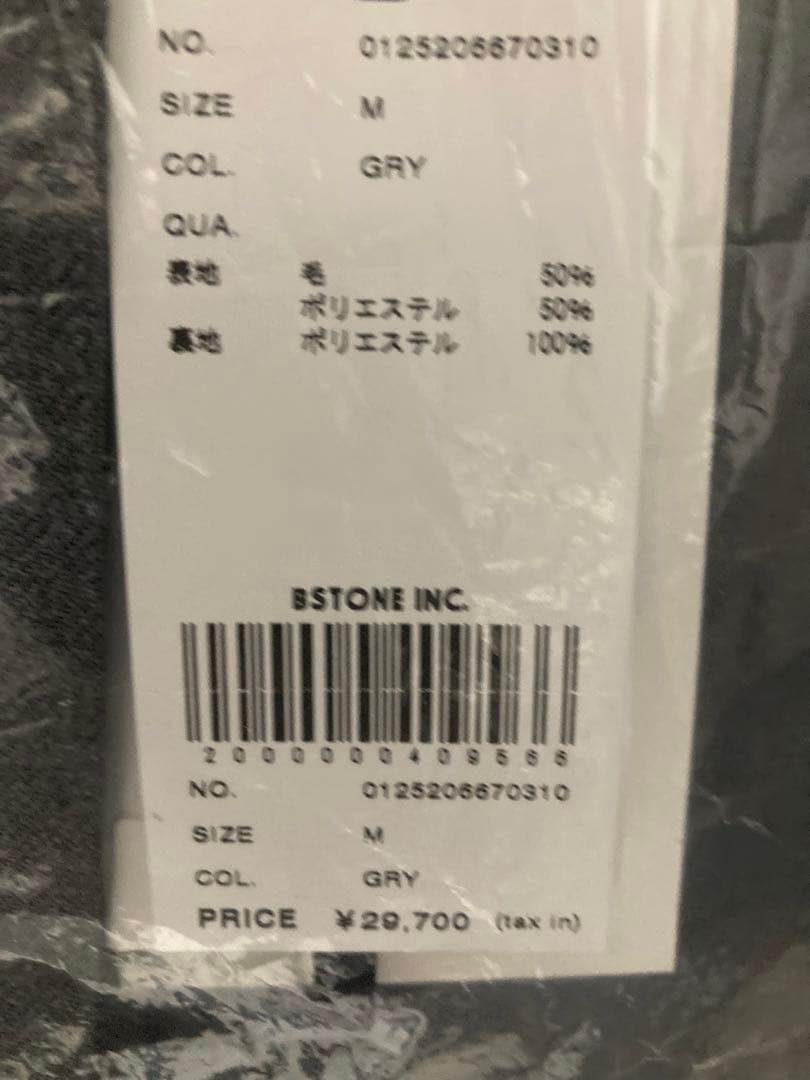 NO. 0125206670310
SIZE M
COL. GRY
QUA.
表地 毛 50%
ポリエステル 50%
裏地 ポリエステル 100%
BSTONE INC.
2000000409566
NO. 0125206670310
SIZE M
COL. GRY
PRICE ¥29,700 (tax in)